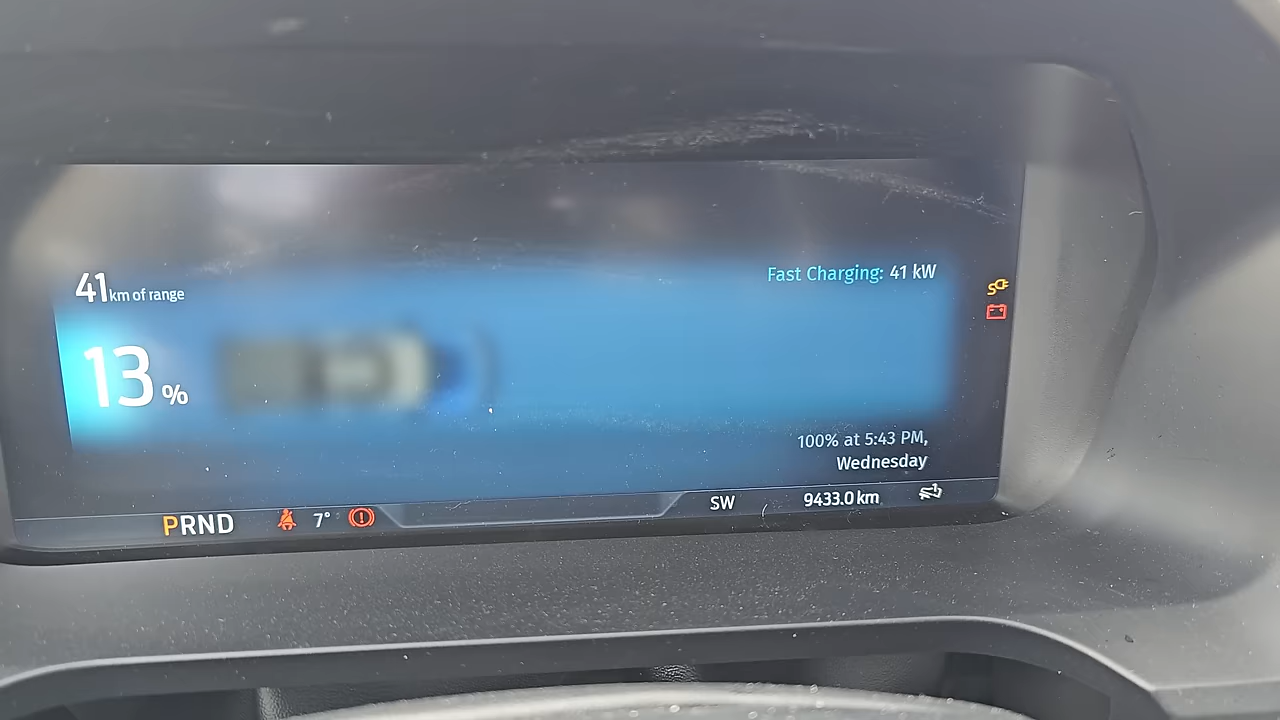 41 km of range
Fast Charging: 41 kW
13 %
100% at 5:43 PM,
Wednesday
PRND 7° SW 9433.0 km